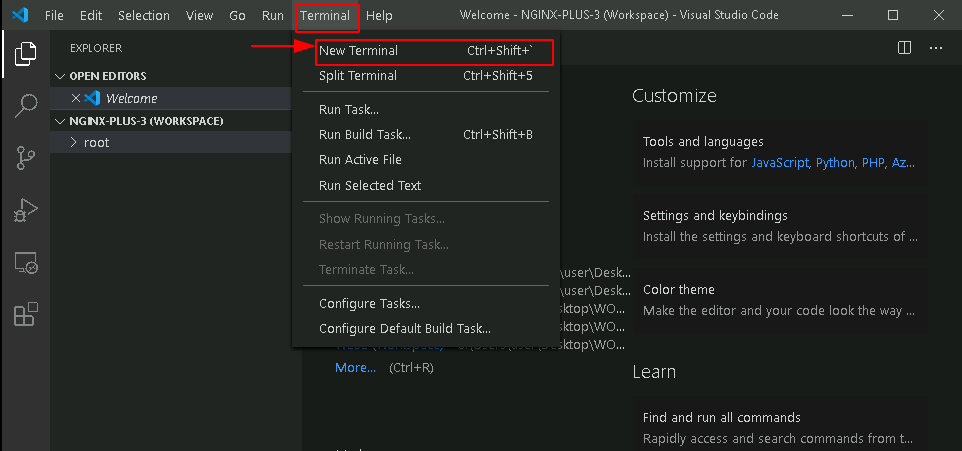 File Edit Selection View Go Run Terminal Help Welcome - NGINX-PLUS-3 (Workspace) - Visual Studio Code
EXPLORER
OPEN EDITORS
Welcome
NGINX-PLUS-3 (WORKSPACE)
root
New Terminal Ctrl+Shift+`
Split Terminal Ctrl+Shift+5
Run Task...
Run Build Task... Ctrl+Shift+B
Run Active File
Run Selected Text
Show Running Tasks...
Restart Running Task...
Terminate Task...
Configure Tasks...
Configure Default Build Task...
\user\Desk...
\user\Desk...
sktop\WO...
sktop\WO...
sktop\WO...
More... (Ctrl+R)
Customize
Tools and languages
Install support for JavaScript, Python, PHP, Az...
Settings and keybindings
Install the settings and keyboard shortcuts of ...
Color theme
Make the editor and your code look the way ...
Learn
Find and run all commands
Rapidly access and search commands from t...